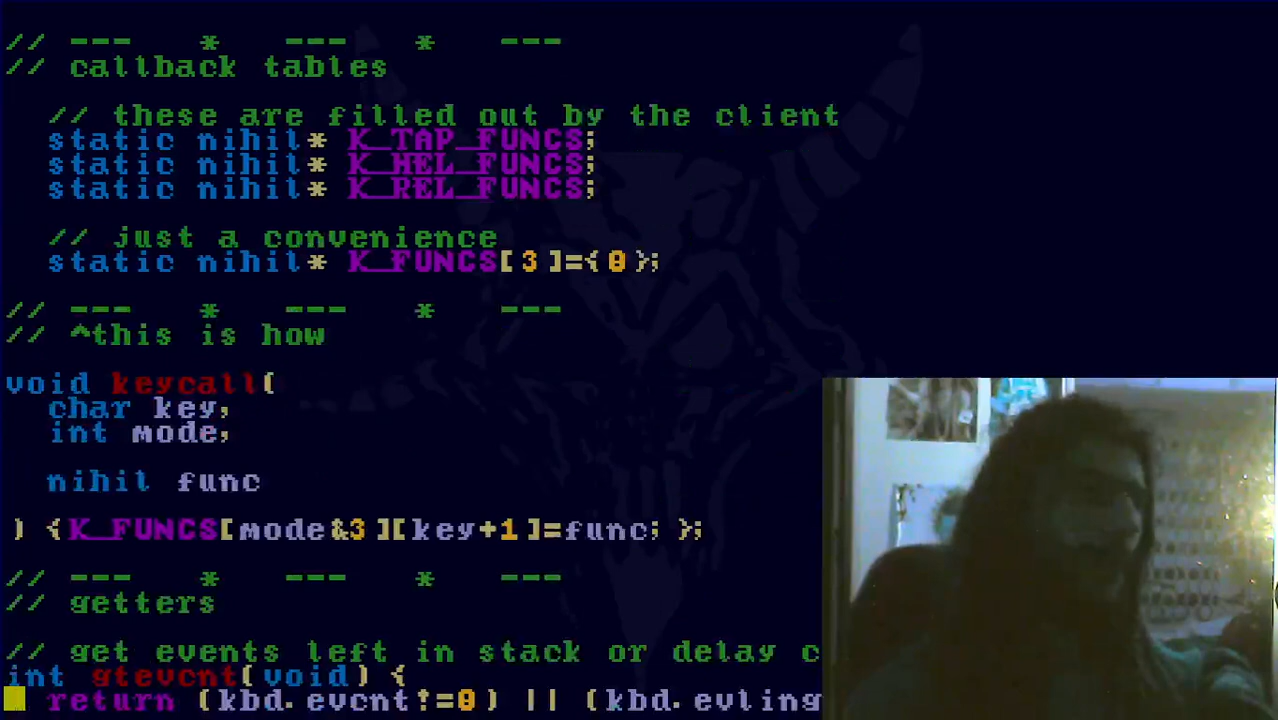 // --- * --- * ---
// callback tables
// these are filled out by the client
static nihil* K_TAP_FUNCS;
static nihil* K_HEL_FUNCS;
static nihil* K_REL_FUNCS;
// just a convenience
static nihil* K_FUNCS[3]={0};
// --- * --- * ---
// ^this is how
void keycall(
char key,
int mode,
nihil func
) {K_FUNCS[mode&3][key+1]=func; };
// --- * --- * ---
// getters
// get events left in stack or delay c
int gtevcnt(void) {
return (kbd.evcnt!=0) || (kbd.evling